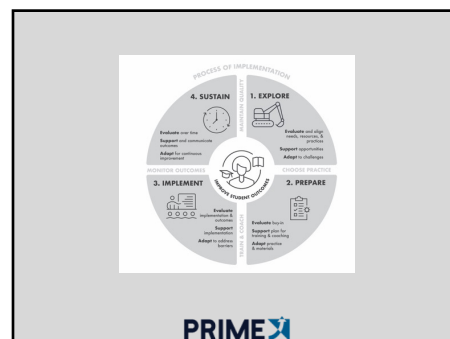 PROCESS OF IMPLEMENTATION
4. SUSTAIN
Evaluate over time
Support and communicate
outcomes
Adapt for continuous
improvement
MAINTAIN QUALITY
1. EXPLORE
Evaluate and align
needs, resources, &
practices
Support opportunities
Adapt to challenges
MONITOR OUTCOMES
IMPROVE STUDENT OUTCOMES
CHOOSE PRACTICE
3. IMPLEMENT
Evaluate
implementation &
outcomes
Support
implementation
Adapt to address
barriers
TRAIN & COACH
2. PREPARE
Evaluate buy-in
Support plan for
training & coaching
Adapt practice
& materials
PRIME